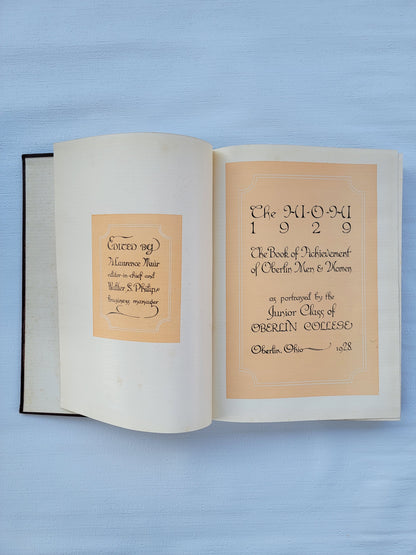 Edited by
Laurence Muir
editor-in-chief and
Walter S. Philips
business manager
The HI-O-HI
1929
The Book of Achievement
of Oberlin Men & Women
as portrayed by the
Junior Class of
OBERLIN COLLEGE
Oberlin, Ohio 1928